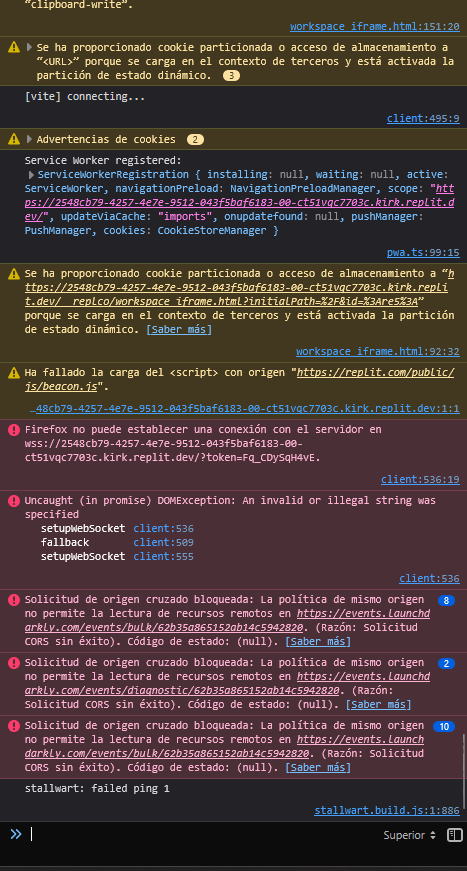 "clipboard-write".
workspace_iframe.html:151:20
Se ha proporcionado cookie particionada o acceso de almacenamiento a
"<URL>" porque se carga en el contexto de terceros y está activada la
partición de estado dinámico. 3
[vite] connecting...
client:495:9
Advertencias de cookies 2
Service Worker registered:
ServiceWorkerRegistration { installing: null, waiting: null, active:
ServiceWorker, navigationPreload: NavigationPreloadManager, scope: "htt
ps://2548cb79-4257-4e7e-9512-043f5baf6183-00-ct51vqc7703c.kirk.replit.d
ev/", updateViaCache: "imports", onupdatefound: null, pushManager:
PushManager, cookies: CookieStoreManager }
pwa.ts:99:15
Se ha proporcionado cookie particionada o acceso de almacenamiento a "h
ttps://2548cb79-4257-4e7e-9512-043f5baf6183-00-ct51vqc7703c.kirk.repli
t.dev/__replco/workspace_iframe.html?initialPath=%2F&id=%3Are5%3A"
porque se carga en el contexto de terceros y está activada la partición
de estado dinámico. [Saber más]
workspace_iframe.html:92:32
Ha fallado la carga del <script> con origen "https://replit.com/public/
js/beacon.js".
…48cb79-4257-4e7e-9512-043f5baf6183-00-ct51vqc7703c.kirk.replit.dev:1:1
Firefox no puede establecer una conexión con el servidor en
wss://2548cb79-4257-4e7e-9512-043f5baf6183-00-
ct51vqc7703c.kirk.replit.dev/?token=Fq_CDySqH4vE.
client:536:19
Uncaught (in promise) DOMException: An invalid or illegal string was
specified
setupWebSocket client:536
fallback client:509
setupWebSocket client:555
client:536
Solicitud de origen cruzado bloqueada: La política de mismo origen 8
no permite la lectura de recursos remotos en https://events.launchd
arkly.com/events/bulk/62b35a865152ab14c5942820. (Razón: Solicitud
CORS sin éxito). Código de estado: (null). [Saber más]
Solicitud de origen cruzado bloqueada: La política de mismo origen 2
no permite la lectura de recursos remotos en https://events.launchd
arkly.com/events/diagnostic/62b35a865152ab14c5942820. (Razón:
Solicitud CORS sin éxito). Código de estado: (null). [Saber más]
Solicitud de origen cruzado bloqueada: La política de mismo origen 10
no permite la lectura de recursos remotos en https://events.launch
darkly.com/events/bulk/62b35a865152ab14c5942820. (Razón: Solicitud
CORS sin éxito). Código de estado: (null). [Saber más]
stallwart: failed ping 1
stallwart.build.js:1:886
Superior